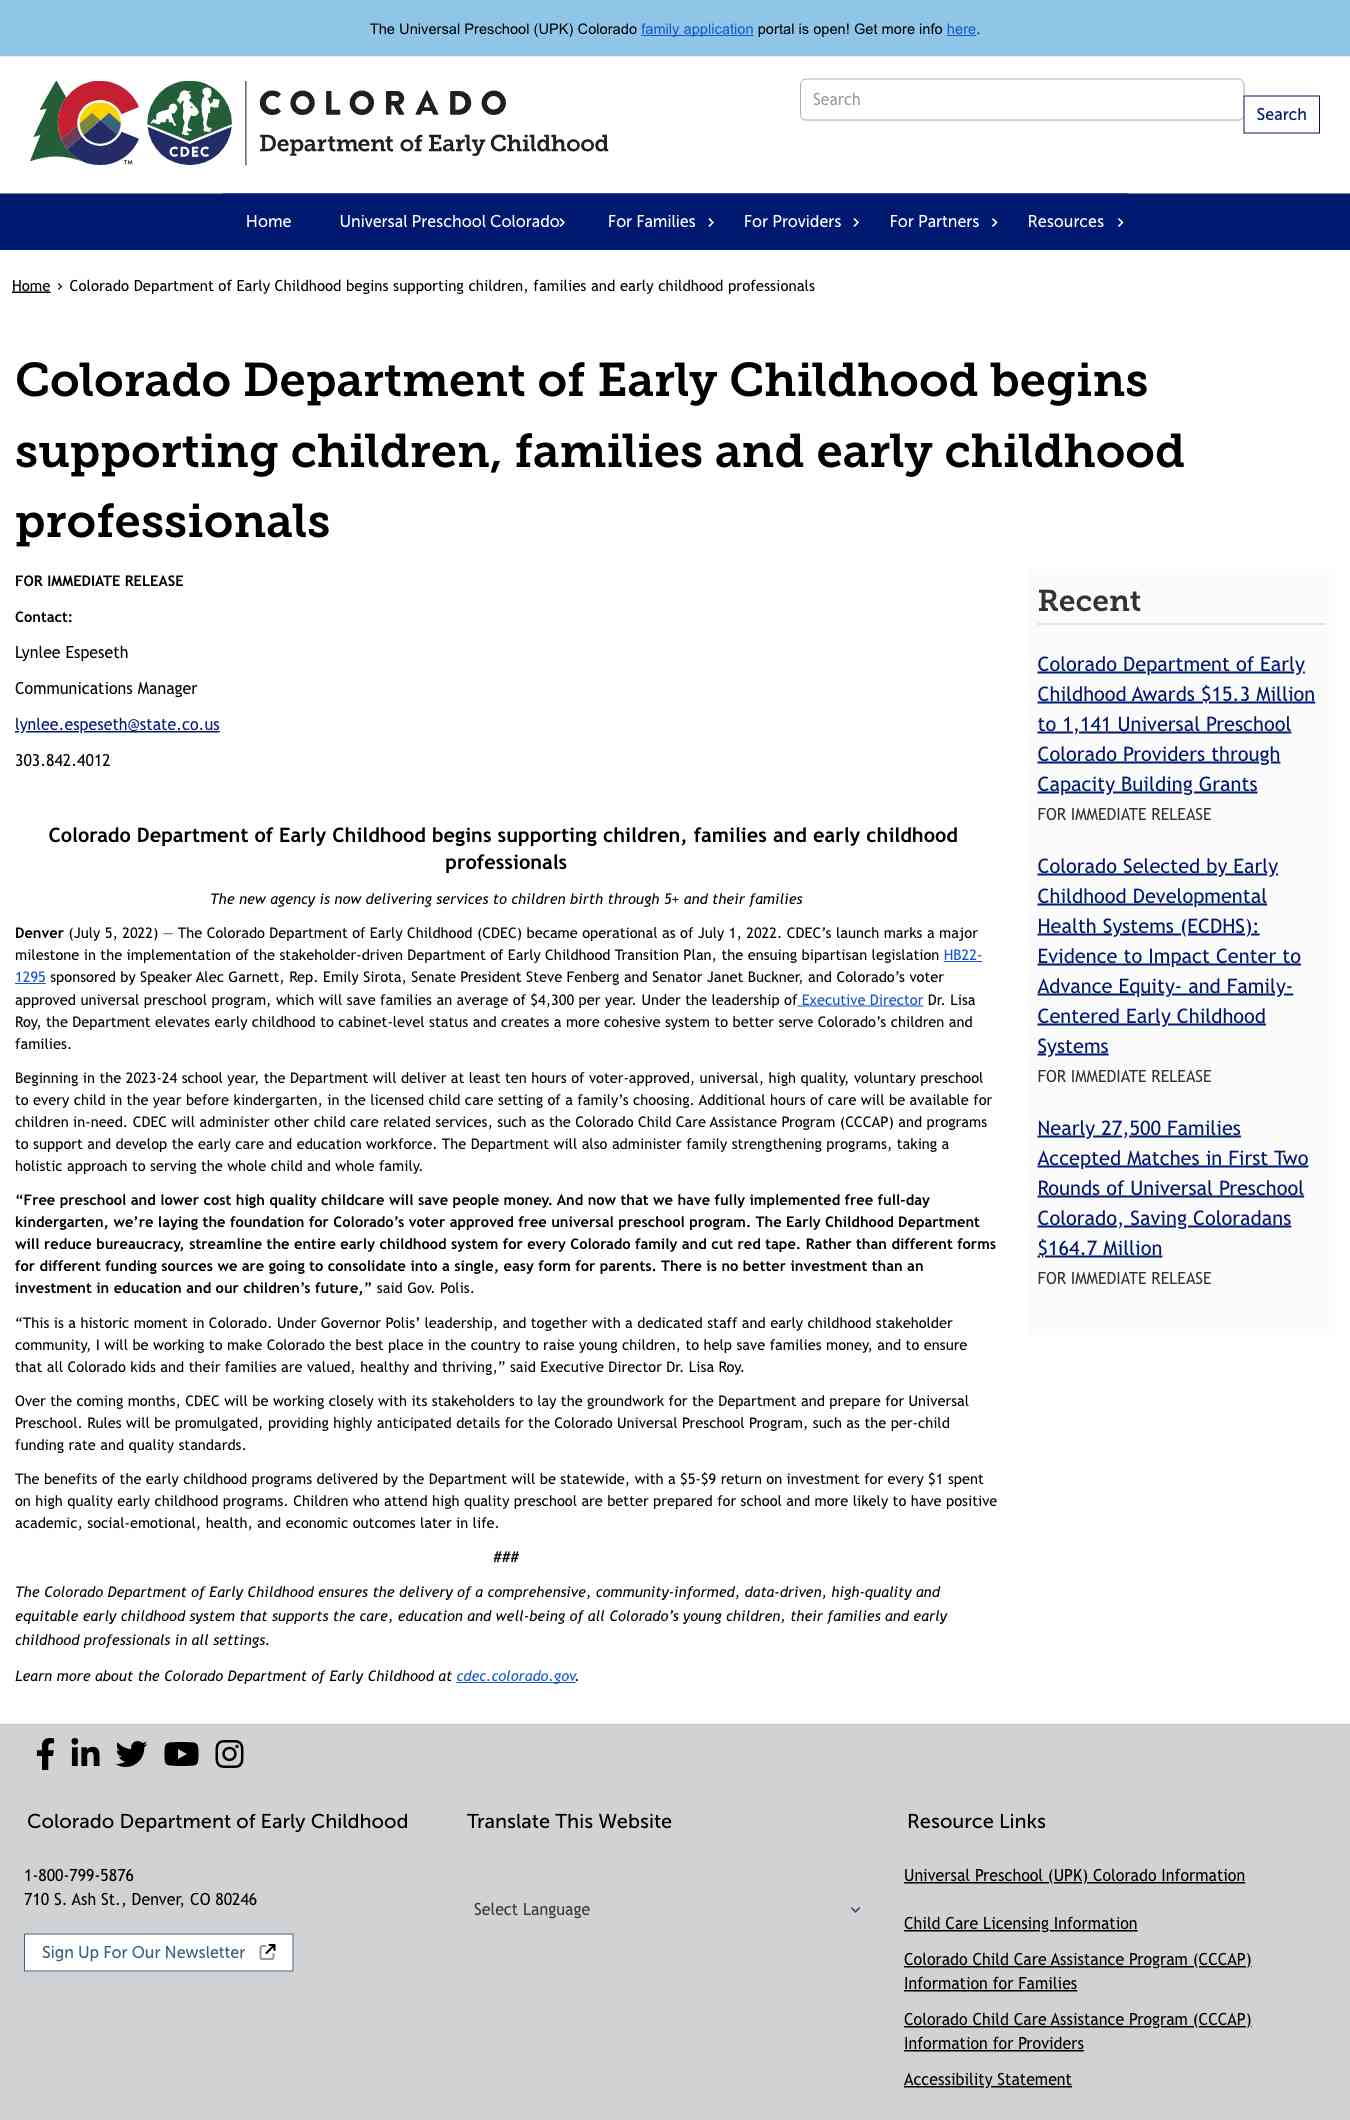 The Universal Preschool (UPK) Colorado family application portal is open! Get more info here.
CDEC
TM
COLORADO
Department of Early Childhood
Search
Search
Home
Universal Preschool Colorado
For Families
For Providers
For Partners
Resources
Home › Colorado Department of Early Childhood begins supporting children, families and early childhood professionals
Colorado Department of Early Childhood begins
supporting children, families and early childhood
professionals
FOR IMMEDIATE RELEASE
Contact:
Lynlee Espeseth
Communications Manager
lynlee.espeseth@state.co.us
303.842.4012
Colorado Department of Early Childhood begins supporting children, families and early childhood
professionals
The new agency is now delivering services to children birth through 5+ and their families
Denver (July 5, 2022) — The Colorado Department of Early Childhood (CDEC) became operational as of July 1, 2022. CDEC’s launch marks a major
milestone in the implementation of the stakeholder-driven Department of Early Childhood Transition Plan, the ensuing bipartisan legislation HB22-
1295 sponsored by Speaker Alec Garnett, Rep. Emily Sirota, Senate President Steve Fenberg and Senator Janet Buckner, and Colorado’s voter
approved universal preschool program, which will save families an average of $4,300 per year. Under the leadership of Executive Director Dr. Lisa
Roy, the Department elevates early childhood to cabinet-level status and creates a more cohesive system to better serve Colorado’s children and
families.
Beginning in the 2023-24 school year, the Department will deliver at least ten hours of voter-approved, universal, high quality, voluntary preschool
to every child in the year before kindergarten, in the licensed child care setting of a family’s choosing. Additional hours of care will be available for
children in-need. CDEC will administer other child care related services, such as the Colorado Child Care Assistance Program (CCCAP) and programs
to support and develop the early care and education workforce. The Department will also administer family strengthening programs, taking a
holistic approach to serving the whole child and whole family.
“Free preschool and lower cost high quality childcare will save people money. And now that we have fully implemented free full-day
kindergarten, we’re laying the foundation for Colorado’s voter approved free universal preschool program. The Early Childhood Department
will reduce bureaucracy, streamline the entire early childhood system for every Colorado family and cut red tape. Rather than different forms
for different funding sources we are going to consolidate into a single, easy form for parents. There is no better investment than an
investment in education and our children’s future,” said Gov. Polis.
“This is a historic moment in Colorado. Under Governor Polis’ leadership, and together with a dedicated staff and early childhood stakeholder
community, I will be working to make Colorado the best place in the country to raise young children, to help save families money, and to ensure
that all Colorado kids and their families are valued, healthy and thriving,” said Executive Director Dr. Lisa Roy.
Over the coming months, CDEC will be working closely with its stakeholders to lay the groundwork for the Department and prepare for Universal
Preschool. Rules will be promulgated, providing highly anticipated details for the Colorado Universal Preschool Program, such as the per-child
funding rate and quality standards.
The benefits of the early childhood programs delivered by the Department will be statewide, with a $5-$9 return on investment for every $1 spent
on high quality early childhood programs. Children who attend high quality preschool are better prepared for school and more likely to have positive
academic, social-emotional, health, and economic outcomes later in life.
###
The Colorado Department of Early Childhood ensures the delivery of a comprehensive, community-informed, data-driven, high-quality and
equitable early childhood system that supports the care, education and well-being of all Colorado’s young children, their families and early
childhood professionals in all settings.
Learn more about the Colorado Department of Early Childhood at cdec.colorado.gov.
Recent
Colorado Department of Early
Childhood Awards $15.3 Million
to 1,141 Universal Preschool
Colorado Providers through
Capacity Building Grants
FOR IMMEDIATE RELEASE
Colorado Selected by Early
Childhood Developmental
Health Systems (ECDHS):
Evidence to Impact Center to
Advance Equity- and Family-
Centered Early Childhood
Systems
FOR IMMEDIATE RELEASE
Nearly 27,500 Families
Accepted Matches in First Two
Rounds of Universal Preschool
Colorado, Saving Coloradans
$164.7 Million
FOR IMMEDIATE RELEASE
Colorado Department of Early Childhood
1-800-799-5876
710 S. Ash St., Denver, CO 80246
Sign Up For Our Newsletter
Translate This Website
Select Language
Resource Links
Universal Preschool (UPK) Colorado Information
Child Care Licensing Information
Colorado Child Care Assistance Program (CCCAP)
Information for Families
Colorado Child Care Assistance Program (CCCAP)
Information for Providers
Accessibility Statement